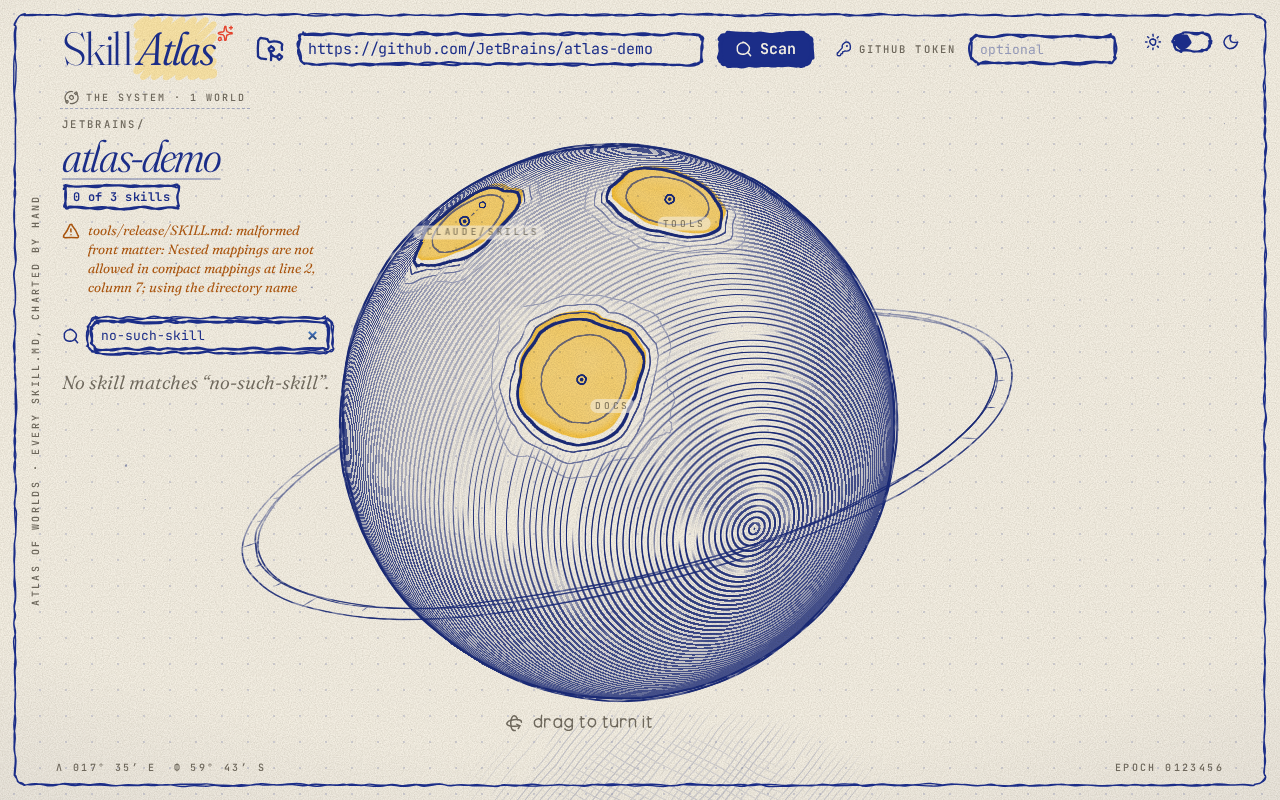 Skill Atlas
https://github.com/JetBrains/atlas-demo
Scan
GITHUB TOKEN
optional
THE SYSTEM · 1 WORLD
JETBRAINS/
atlas-demo
0 of 3 skills
tools/release/SKILL.md: malformed
front matter: Nested mappings are not
allowed in compact mappings at line 2,
column 7; using the directory name
no-such-skill
No skill matches “no-such-skill”.
CLAUDE/SKILLS
TOOLS
DOCS
drag to turn it
ATLAS OF WORLDS · EVERY SKILL.MD, CHARTED BY HAND
Λ 017° 35′ E Φ 59° 43′ S
EPOCH 0123456